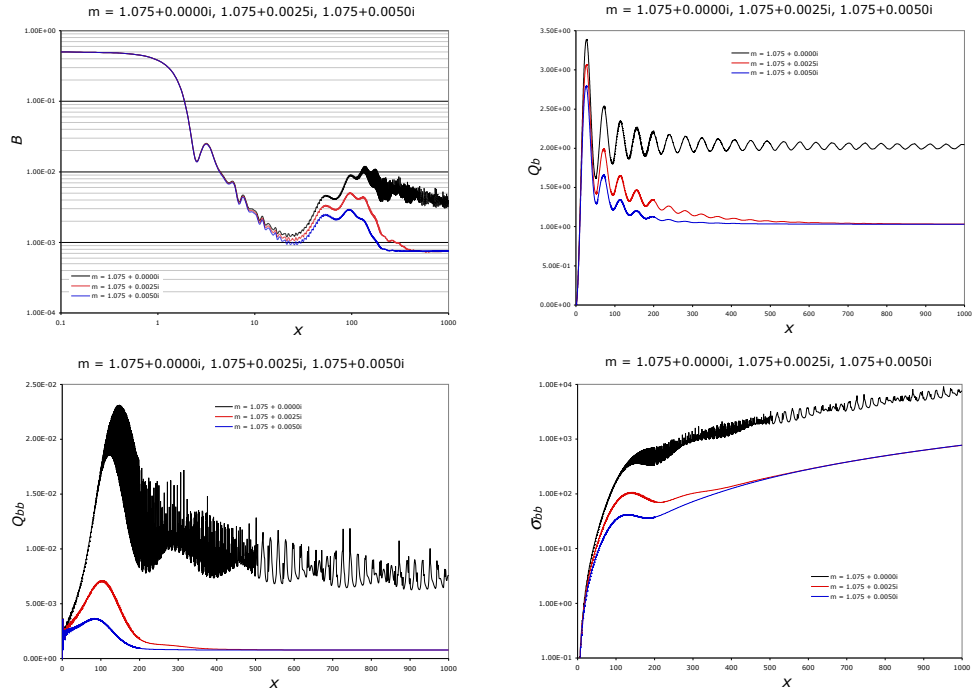 m = 1.075+0.0000i, 1.075+0.0025i, 1.075+0.0050i
1.00E+00
1.00E-01
1.00E-02
1.00E-03
1.00E-04
B
m = 1.075 + 0.0000i
m = 1.075 + 0.0025i
m = 1.075 + 0.0050i
0.1 1 10 100 1000
x
m = 1.075+0.0000i, 1.075+0.0025i, 1.075+0.0050i
3.50E+00
3.00E+00
2.50E+00
2.00E+00
1.50E+00
1.00E+00
5.00E-01
0.00E+00
Qb
m = 1.075 + 0.0000i
m = 1.075 + 0.0025i
m = 1.075 + 0.0050i
0 100 200 300 400 500 600 700 800 900 1000
x
m = 1.075+0.0000i, 1.075+0.0025i, 1.075+0.0050i
2.50E-02
2.00E-02
1.50E-02
1.00E-02
5.00E-03
0.00E+00
Qbb
m = 1.075 + 0.0000i
m = 1.075 + 0.0025i
m = 1.075 + 0.0050i
0 100 200 300 400 500 600 700 800 900 1000
x
m = 1.075+0.0000i, 1.075+0.0025i, 1.075+0.0050i
1.00E+04
1.00E+03
1.00E+02
1.00E+01
1.00E+00
1.00E-01
σbb
m = 1.075 + 0.0000i
m = 1.075 + 0.0025i
m = 1.075 + 0.0050i
0 100 200 300 400 500 600 700 800 900 1000
x